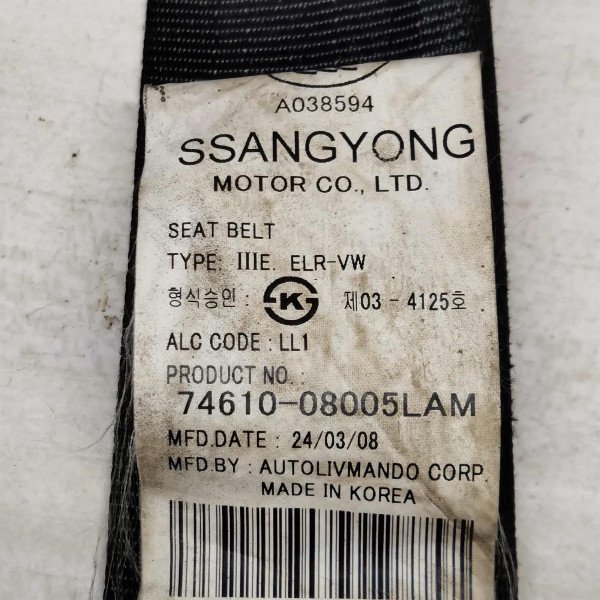 A038594
SSANGYONG
MOTOR CO., LTD.
SEAT BELT
TYPE: IIIE. ELR-VW
형식승인 : K 제03 - 4125호
ALC CODE : LL1
PRODUCT NO. :
74610-08005LAM
MFD.DATE : 24/03/08
MFD.BY : AUTOLIVMANDO CORP.
MADE IN KOREA